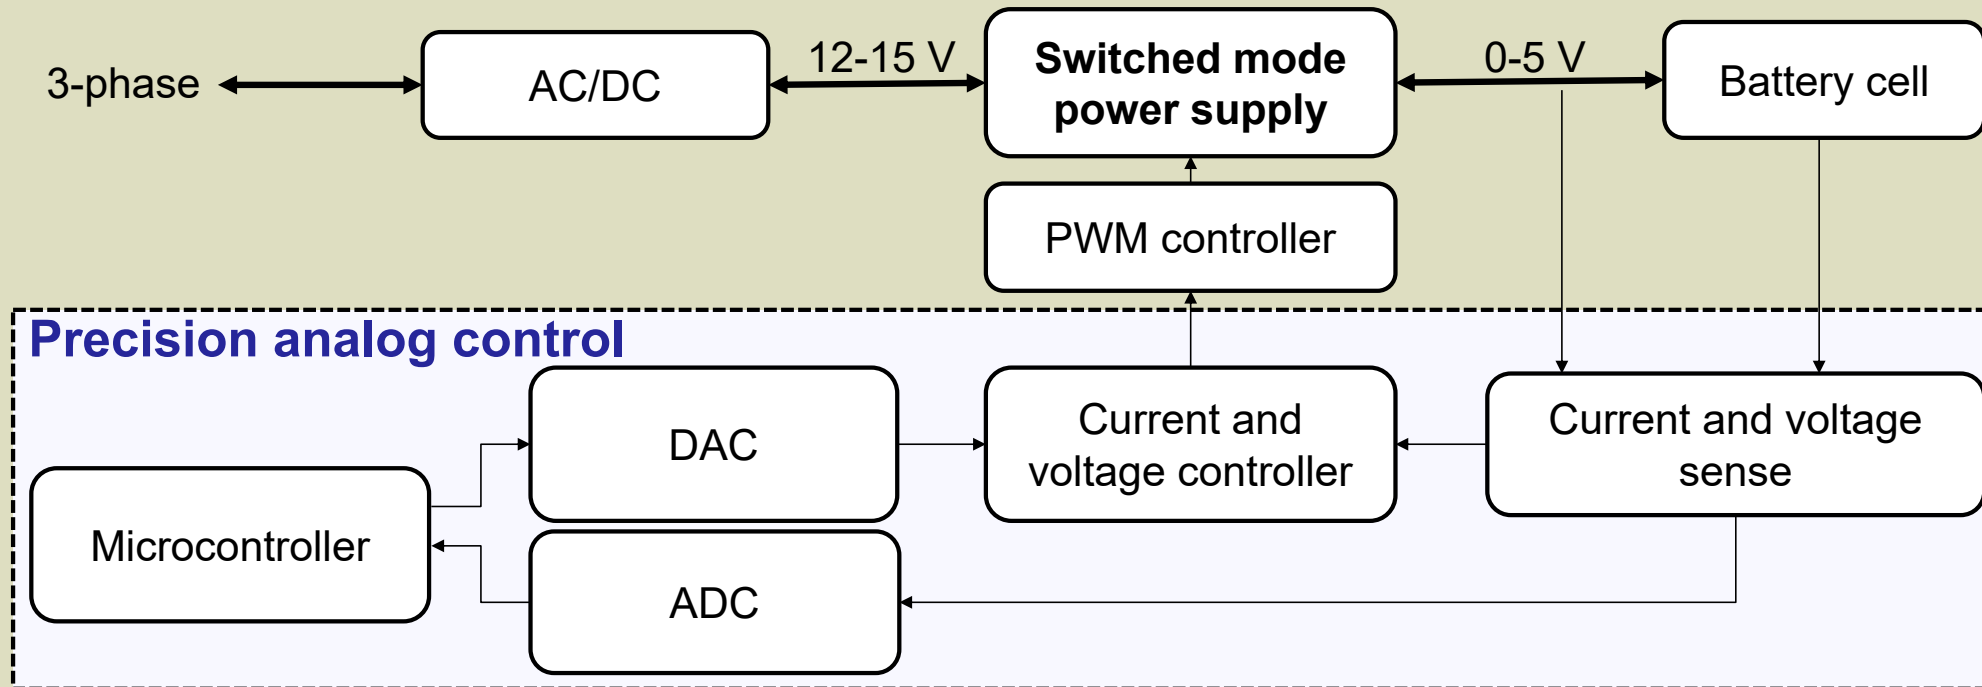 3-phase
AC/DC
12-15 V
Switched mode
power supply
0-5 V
Battery cell
PWM controller
Precision analog control
DAC
Current and
voltage controller
Current and voltage
sense
Microcontroller
ADC